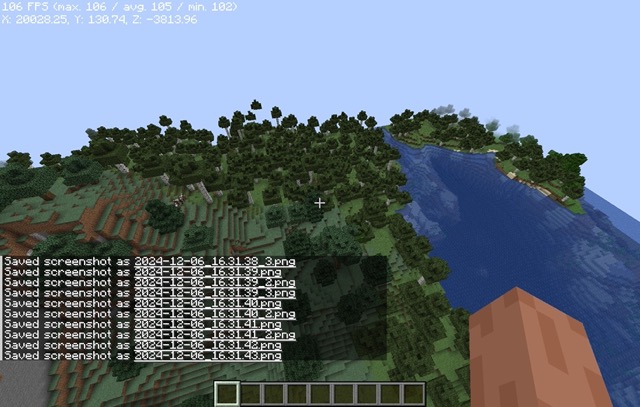 106 FPS (max. 106 / avg. 105 / min. 102)
X: 20028.25, Y: 130.74, Z: -3813.96
Saved screenshot as 2024-12-06_16.31.38_3.png
Saved screenshot as 2024-12-06_16.31.39.png
Saved screenshot as 2024-12-06_16.31.39_2.png
Saved screenshot as 2024-12-06_16.31.39_3.png
Saved screenshot as 2024-12-06_16.31.40.png
Saved screenshot as 2024-12-06_16.31.40_2.png
Saved screenshot as 2024-12-06_16.31.41.png
Saved screenshot as 2024-12-06_16.31.41_2.png
Saved screenshot as 2024-12-06_16.31.42.png
Saved screenshot as 2024-12-06_16.31.43.png